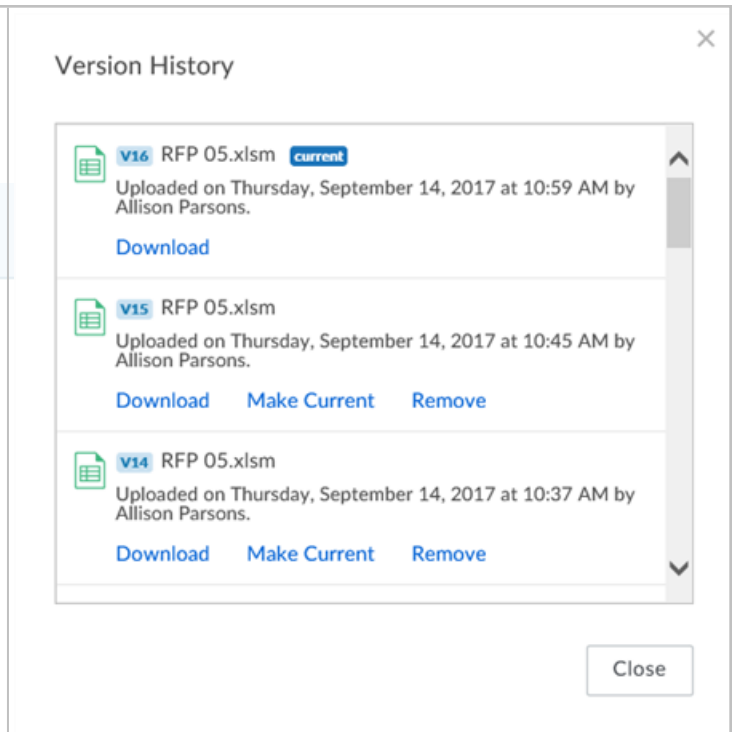 Version History
V16 RFP 05.xlsm current
Uploaded on Thursday, September 14, 2017 at 10:59 AM by
Allison Parsons.
Download
V15 RFP 05.xlsm
Uploaded on Thursday, September 14, 2017 at 10:45 AM by
Allison Parsons.
Download Make Current Remove
V14 RFP 05.xlsm
Uploaded on Thursday, September 14, 2017 at 10:37 AM by
Allison Parsons.
Download Make Current Remove
Close